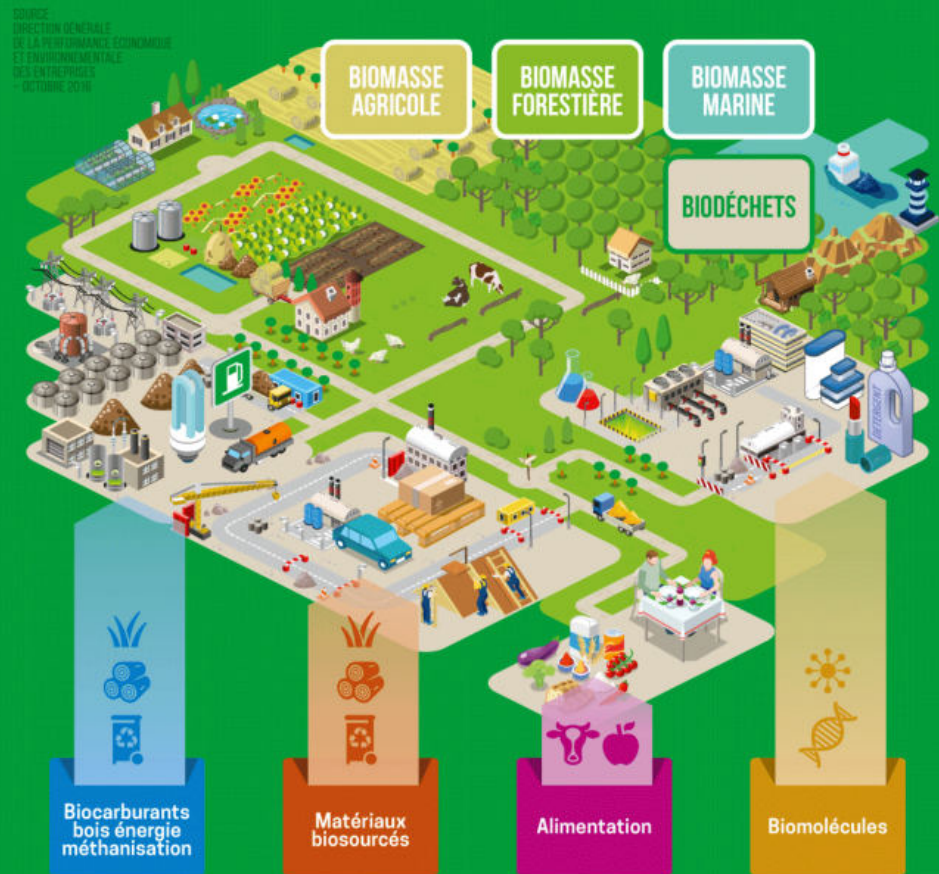 SOURCE
DIRECTION GÉNÉRALE
DE LA PERFORMANCE ÉCONOMIQUE
ET ENVIRONNEMENTALE
DES ENTREPRISES
- OCTOBRE 2016
BIOMASSE
AGRICOLE
BIOMASSE
FORESTIÈRE
BIOMASSE
MARINE
BIODÉCHETS
DETERGENT
Biocarburants
bois énergie
méthanisation
Matériaux
biosourcés
Alimentation
Biomolécules